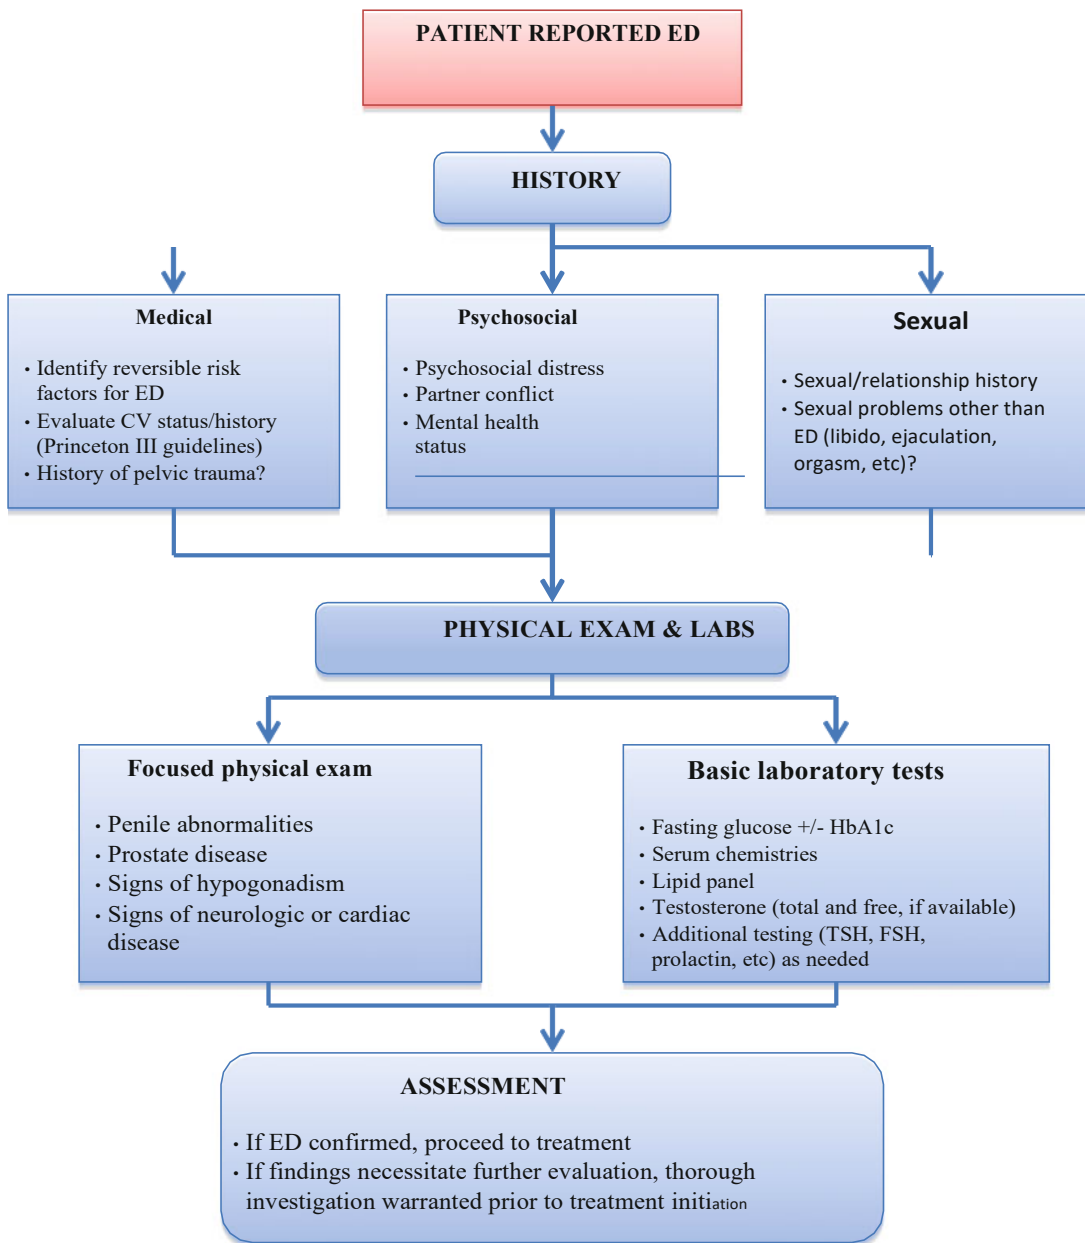 PATIENT REPORTED ED
HISTORY
Medical
• Identify reversible risk
factors for ED
• Evaluate CV status/history
(Princeton III guidelines)
• History of pelvic trauma?
Psychosocial
• Psychosocial distress
• Partner conflict
• Mental health
status
Sexual
• Sexual/relationship history
• Sexual problems other than
ED (libido, ejaculation,
orgasm, etc)?
PHYSICAL EXAM & LABS
Focused physical exam
• Penile abnormalities
• Prostate disease
• Signs of hypogonadism
• Signs of neurologic or cardiac
disease
Basic laboratory tests
• Fasting glucose +/- HbA1c
• Serum chemistries
• Lipid panel
• Testosterone (total and free, if available)
• Additional testing (TSH, FSH,
prolactin, etc) as needed
ASSESSMENT
• If ED confirmed, proceed to treatment
• If findings necessitate further evaluation, thorough
investigation warranted prior to treatment initiation